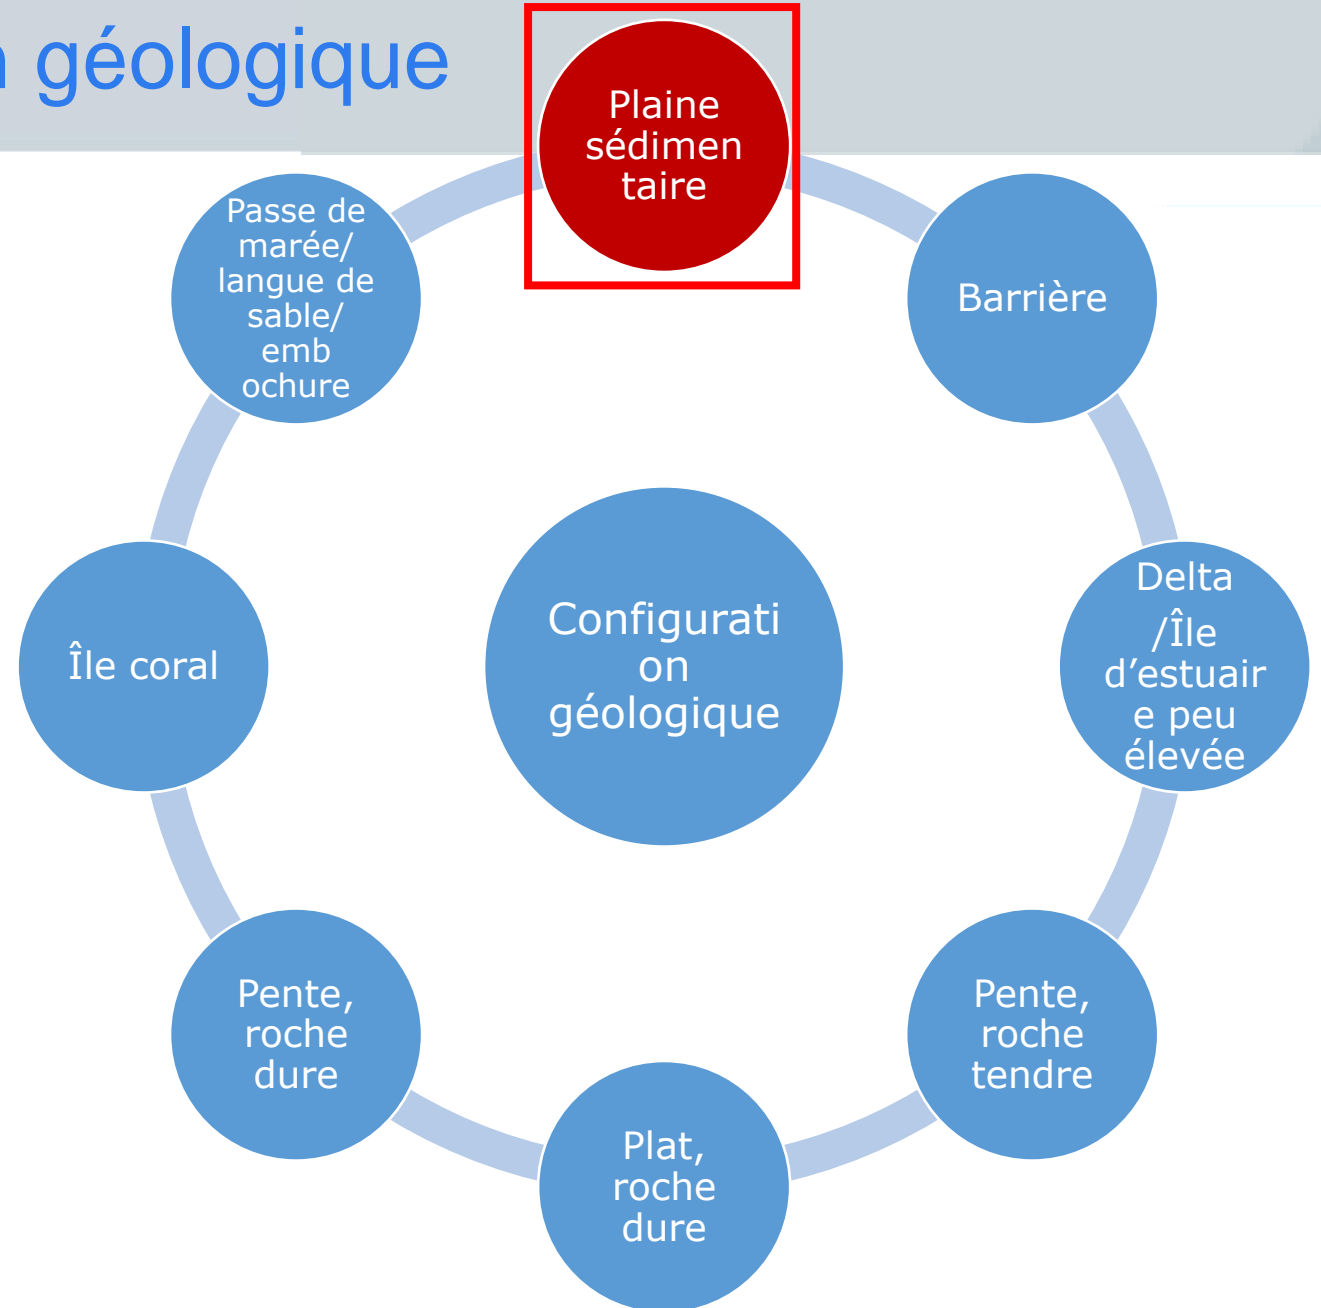 n géologique
Plaine
sédimen
taire
Barrière
Delta
/Île
d’estuair
e peu
élevée
Pente,
roche
tendre
Plat,
roche
dure
Pente,
roche
dure
Île coral
Passe de
marée/
langue de
sable/
emb
ochure
Configurati
on
géologique